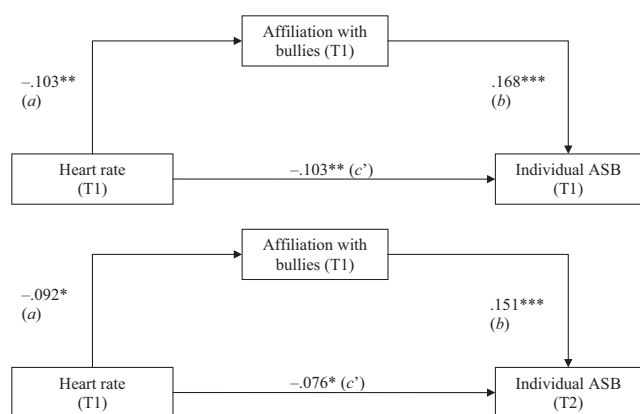 Affiliation with
bullies (T1)
–.103**
(a)
.168***
(b)
Heart rate
(T1)
–.103** (c’)
Individual ASB
(T1)
Affiliation with
bullies (T1)
–.092*
(a)
.151***
(b)
Heart rate
(T1)
–.076* (c’)
Individual ASB
(T2)